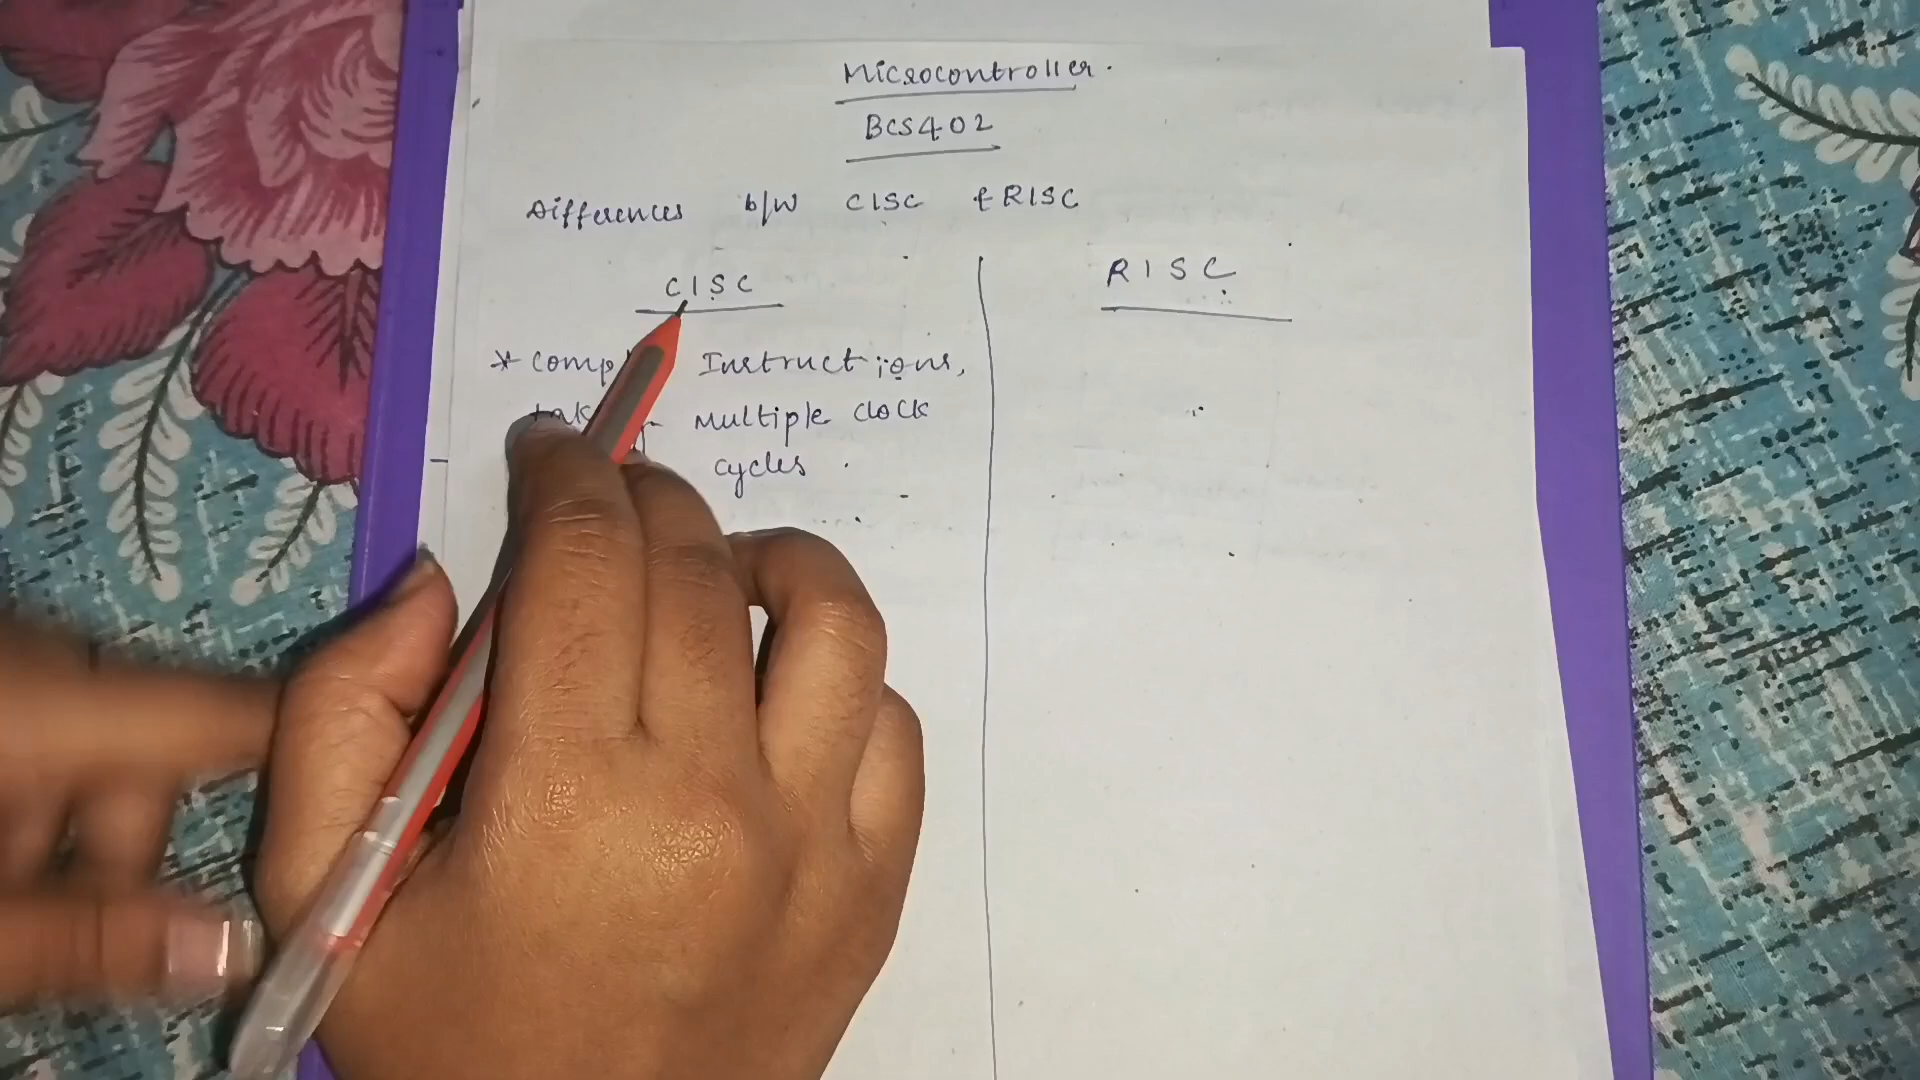 Microcontroller.
BCS402
Differences b/w CISC & RISC
CISC
RISC
* Instructions,
Multiple clock
cycles.